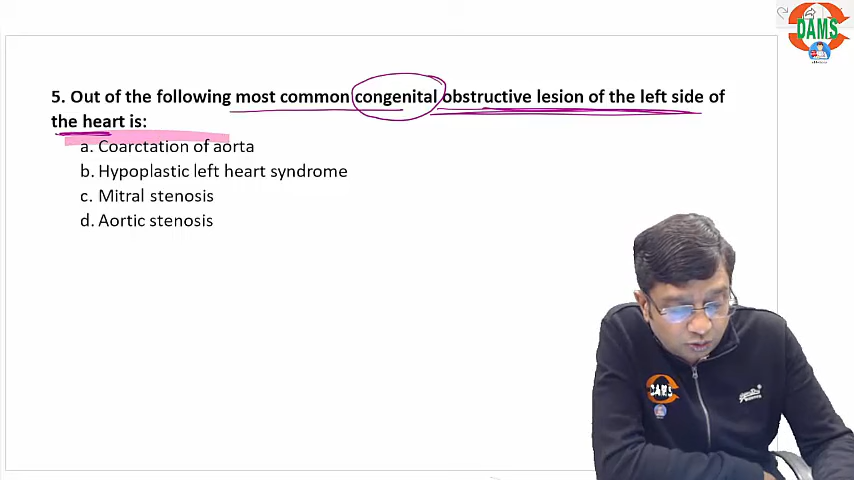 DAMS
5. Out of the following most common congenital obstructive lesion of the left side of
the heart is:
a. Coarctation of aorta
b. Hypoplastic left heart syndrome
c. Mitral stenosis
d. Aortic stenosis
DAMS